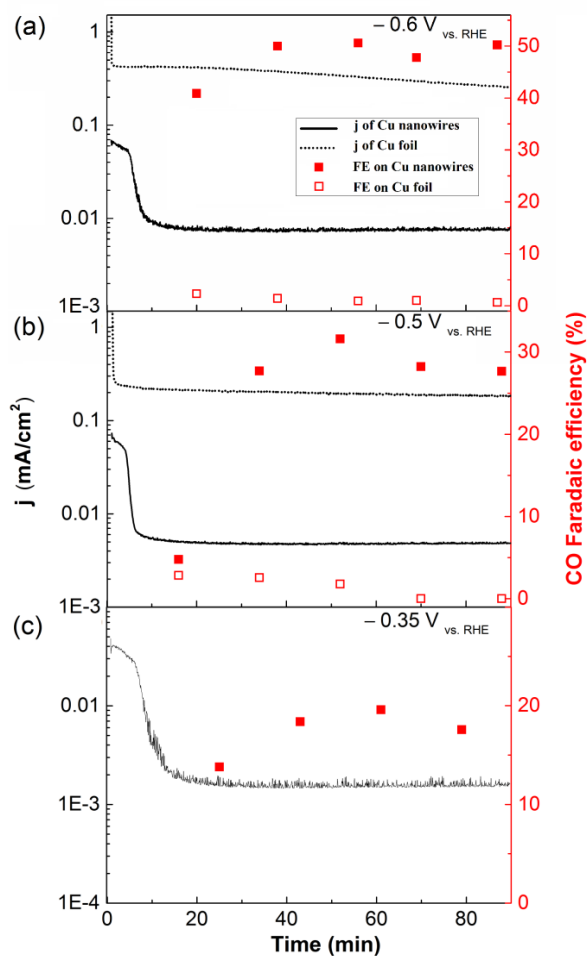 (a)
– 0.6 V vs. RHE
1
0.1
0.01
1E-3
j of Cu nanowires
j of Cu foil
FE on Cu nanowires
FE on Cu foil
50
40
30
20
10
0
(b)
– 0.5 V vs. RHE
1
0.1
0.01
1E-3
30
20
10
0
(c)
– 0.35 V vs. RHE
0.01
1E-3
1E-4
20
10
0
20
40
60
80
j (mA/cm²)
CO Faradaic efficiency (%)
Time (min)